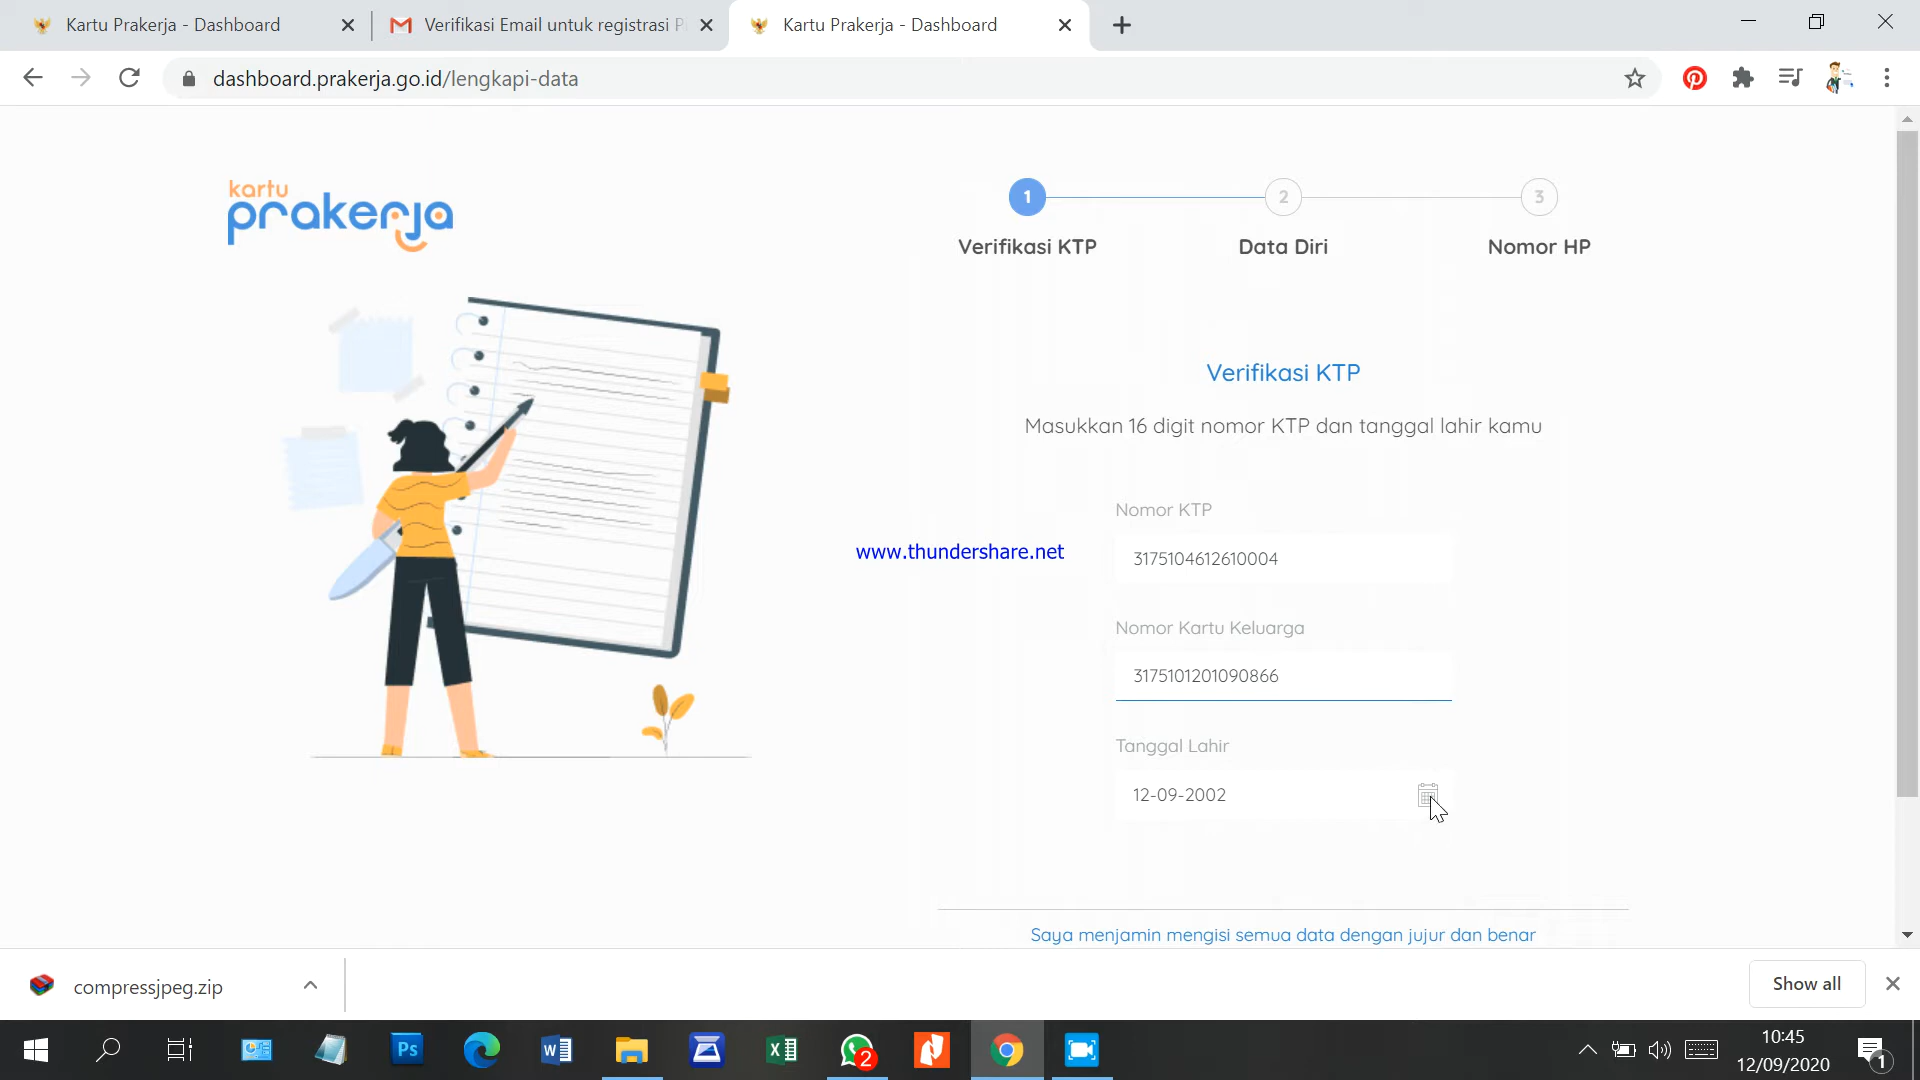 Kartu Prakerja - Dashboard
Verifikasi Email untuk registrasi P
Kartu Prakerja - Dashboard
dashboard.prakerja.go.id/lengkapi-data
kartu
prakerja
1
2
3
Verifikasi KTP
Data Diri
Nomor HP
Verifikasi KTP
Masukkan 16 digit nomor KTP dan tanggal lahir kamu
Nomor KTP
www.thundershare.net
3175104612610004
Nomor Kartu Keluarga
3175101201090866
Tanggal Lahir
12-09-2002
Saya menjamin mengisi semua data dengan jujur dan benar
compressjpeg.zip
Show all
Ps
2
10:45
12/09/2020
1